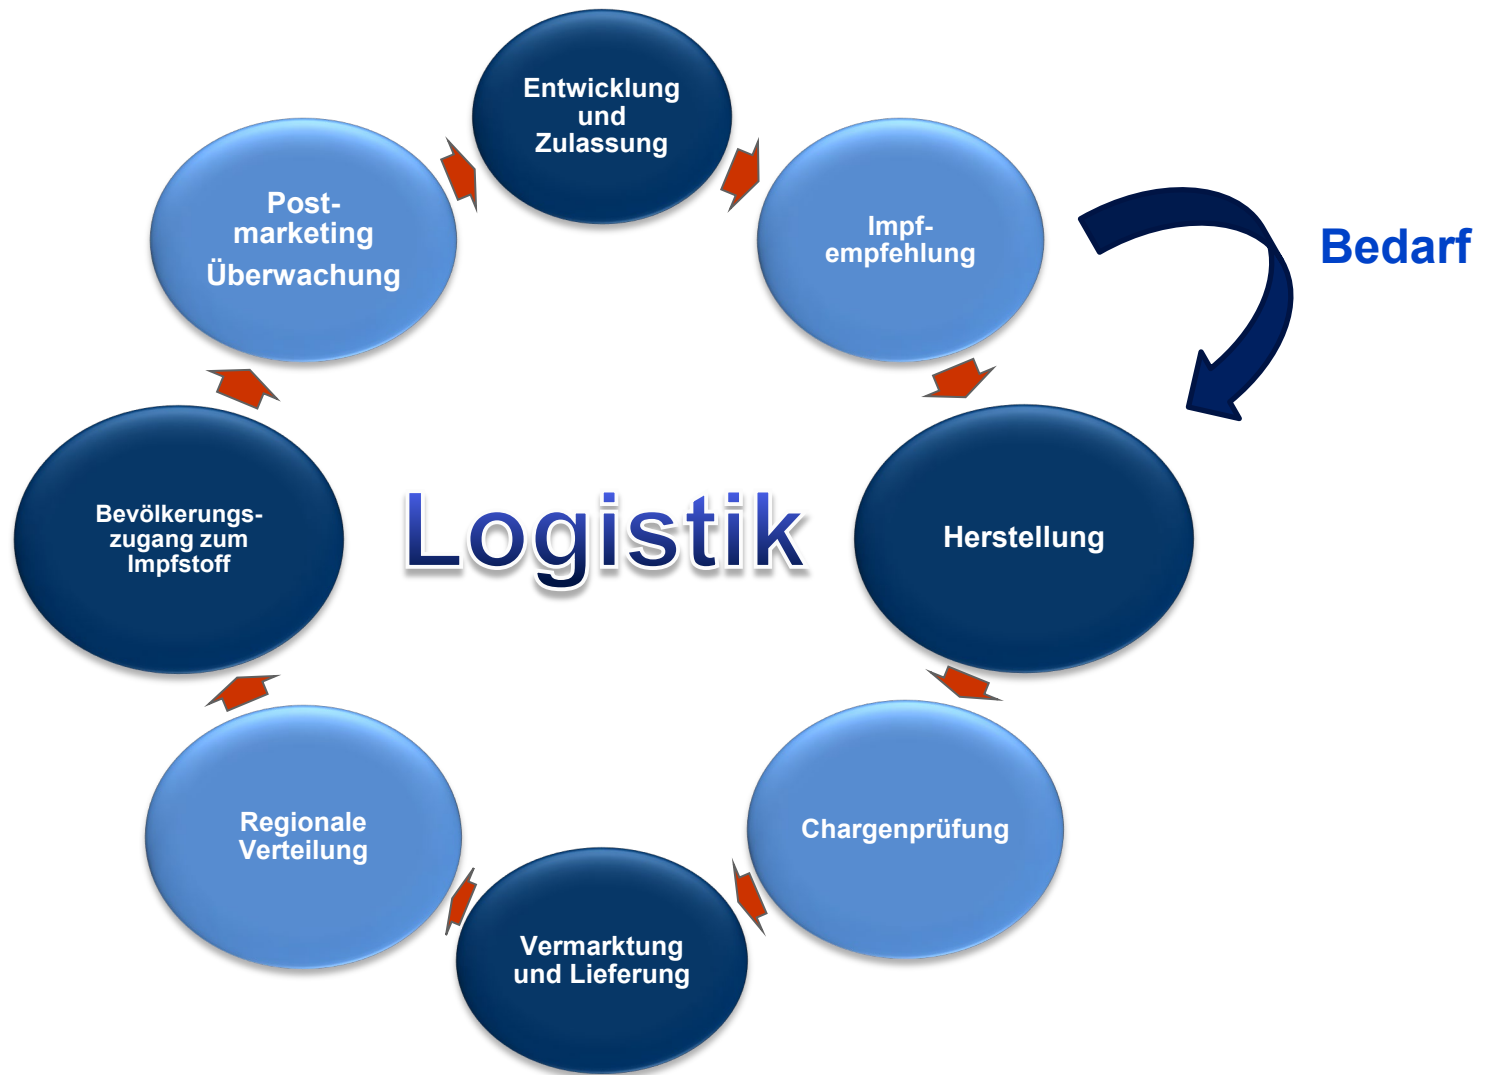 Entwicklung
und
Zulassung
Impf-
empfehlung
Bedarf
Herstellung
Chargenprüfung
Vermarktung
und Lieferung
Regionale
Verteilung
Bevölkerungs-
zugang zum
Impfstoff
Post-
marketing
Überwachung
Logistik